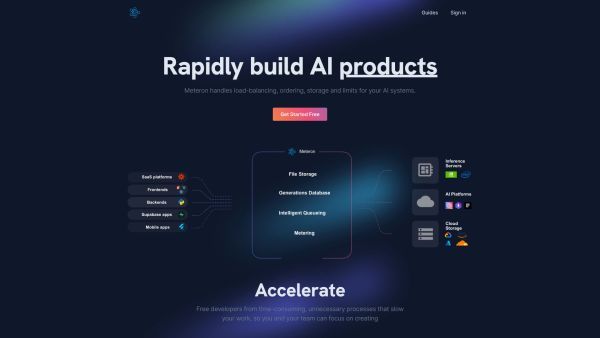 Guides
Sign in
Rapidly build AI products
Meteron handles load-balancing, ordering, storage and limits for your AI systems.
Get Started Free
Meteron
SaaS platforms
Frontends
Backends
Supabase apps
Mobile apps
File Storage
Generations Database
Intelligent Queueing
Metering
Inference
Servers
AI Platforms
Cloud
Storage
Accelerate
Free developers from time-consuming, unnecessary processes that slow
your work, so you and your team can focus on creating